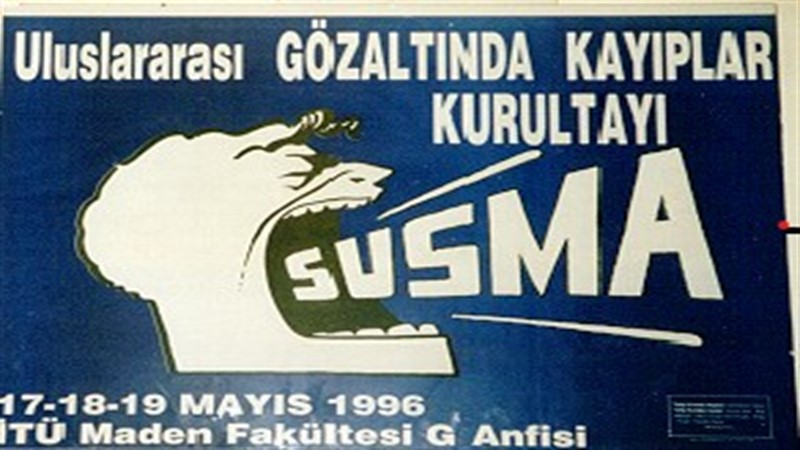 Uluslararası GÖZALTINDA KAYIPLAR
KURULTAYI
SUSMA
17-18-19 MAYIS 1996
İTÜ Maden Fakültesi G Anfisi